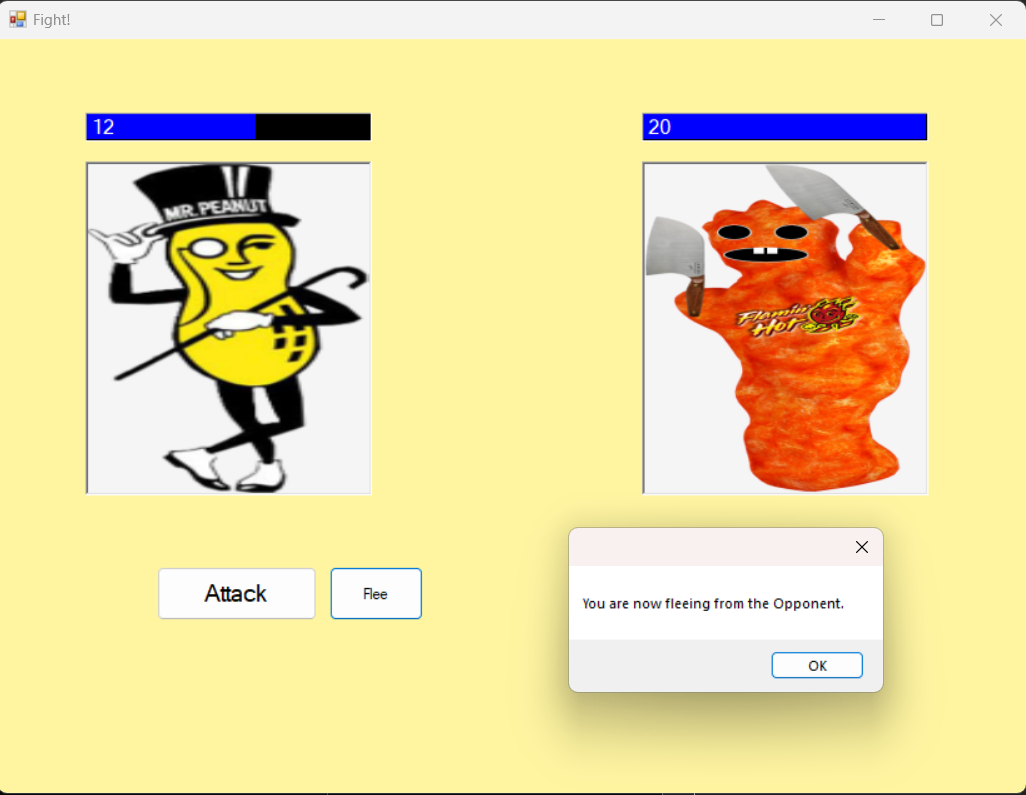 Fight!
12
20
MR. PEANUT
Flamin'
Hot
Attack
Flee
You are now fleeing from the Opponent.
OK